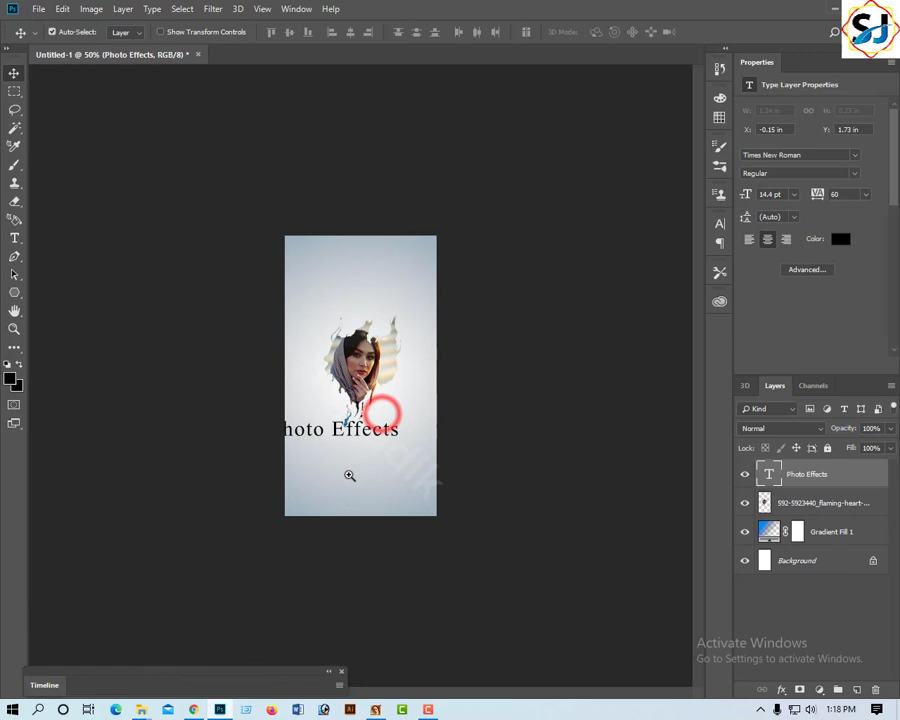 File Edit Image Layer Type Select Filter 3D View Window Help
Auto-Select: Layer Show Transform Controls 3D Mode:
SJ
Untitled-1 @ 50% (Photo Effects, RGB/8) *
Properties
Type Layer Properties
W: 1.24 in H: 0.23 in
X: -0.15 in Y: 1.73 in
Times New Roman
Regular
14.4 pt VA 60
(Auto) Color:
Advanced...
hoto Effects
3D Layers Channels
Kind
Normal Opacity: 100%
Lock: Fill: 100%
Photo Effects
592-5923440_flaming-heart-...
Gradient Fill 1
Background
Activate Windows
Go to Settings to activate Windows.
Timeline
1:18 PM